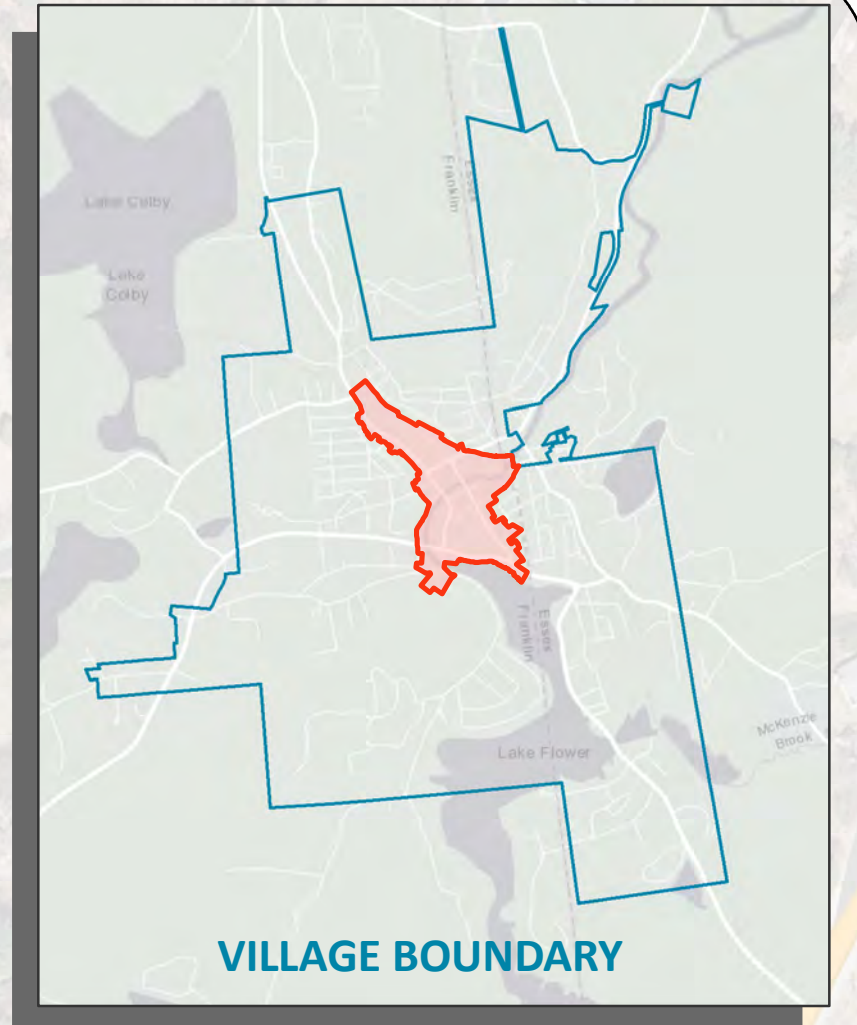 Essex
Franklin
Lake Colby
Lake
Colby
Essex
Franklin
McKenzie
Brook
Lake Flower
VILLAGE BOUNDARY